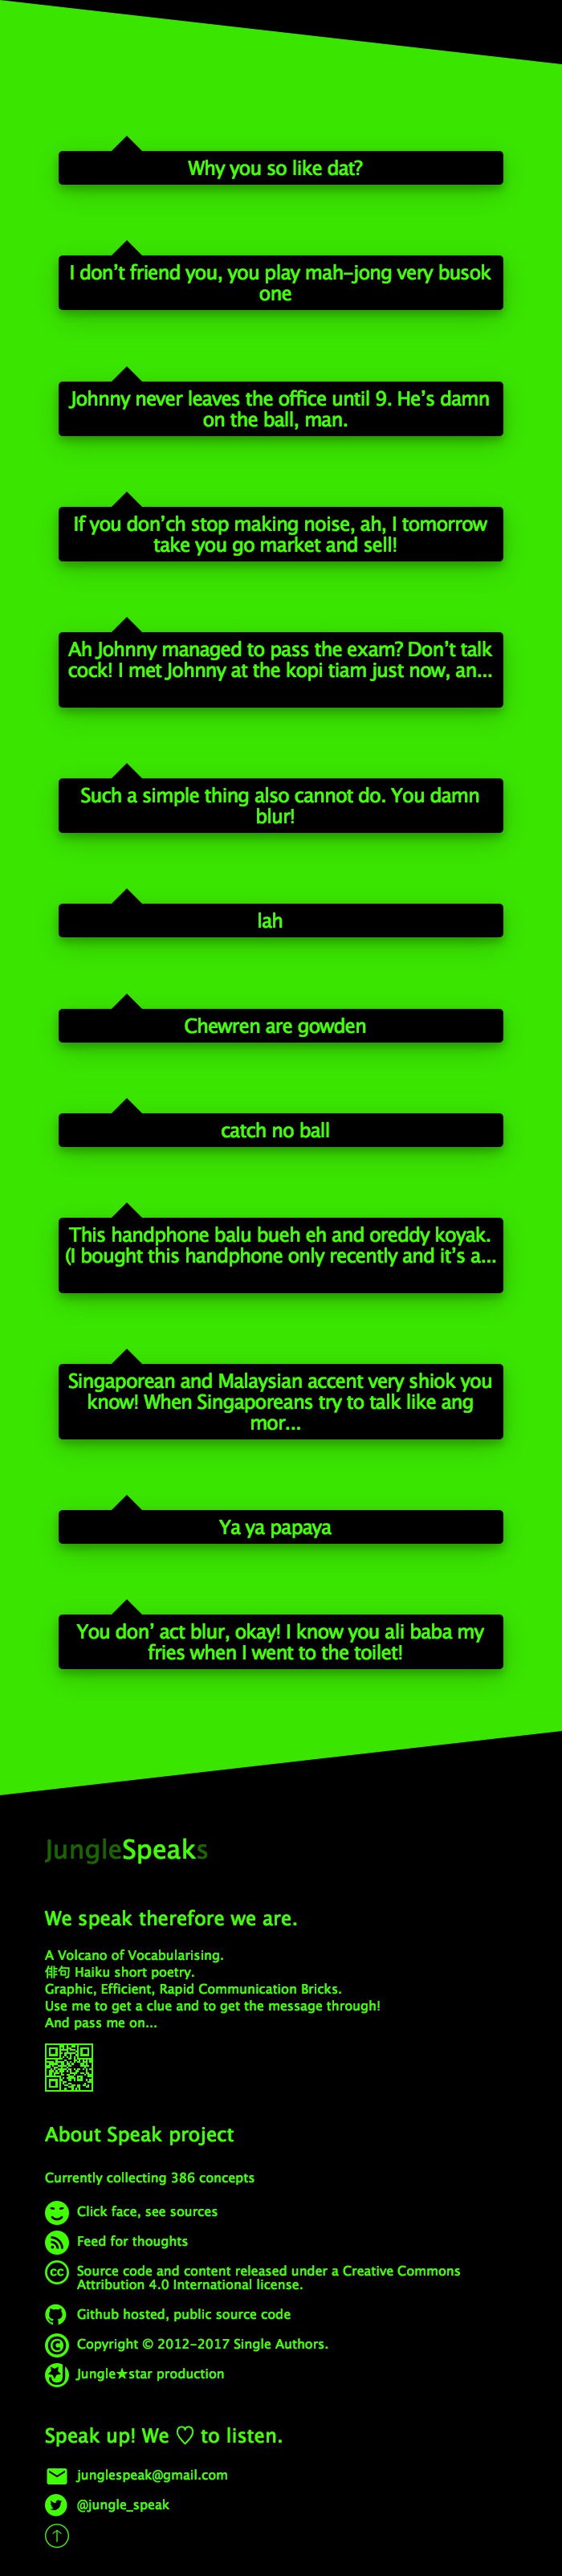 Why you so like dat?
I don’t friend you, you play mah-jong very busok
one
Johnny never leaves the office until 9. He’s damn
on the ball, man.
If you don’ch stop making noise, ah, I tomorrow
take you go market and sell!
Ah Johnny managed to pass the exam? Don’t talk
cock! I met Johnny at the kopi tiam just now, an...
Such a simple thing also cannot do. You damn
blur!
lah
Chewren are gowden
catch no ball
This handphone balu bueh eh and oreddy koyak.
(I bought this handphone only recently and it’s a...
Singaporean and Malaysian accent very shiok you
know! When Singaporeans try to talk like ang
mor...
Ya ya papaya
You don’ act blur, okay! I know you ali baba my
fries when I went to the toilet!
JungleSpeaks
We speak therefore we are.
A Volcano of Vocabularising.
俳句 Haiku short poetry.
Graphic, Efficient, Rapid Communication Bricks.
Use me to get a clue and to get the message through!
And pass me on...
About Speak project
Currently collecting 386 concepts
Click face, see sources
Feed for thoughts
Source code and content released under a Creative Commons
Attribution 4.0 International license.
Github hosted, public source code
Copyright © 2012-2017 Single Authors.
Jungle★star production
Speak up! We ♡ to listen.
junglespeak@gmail.com
@jungle_speak